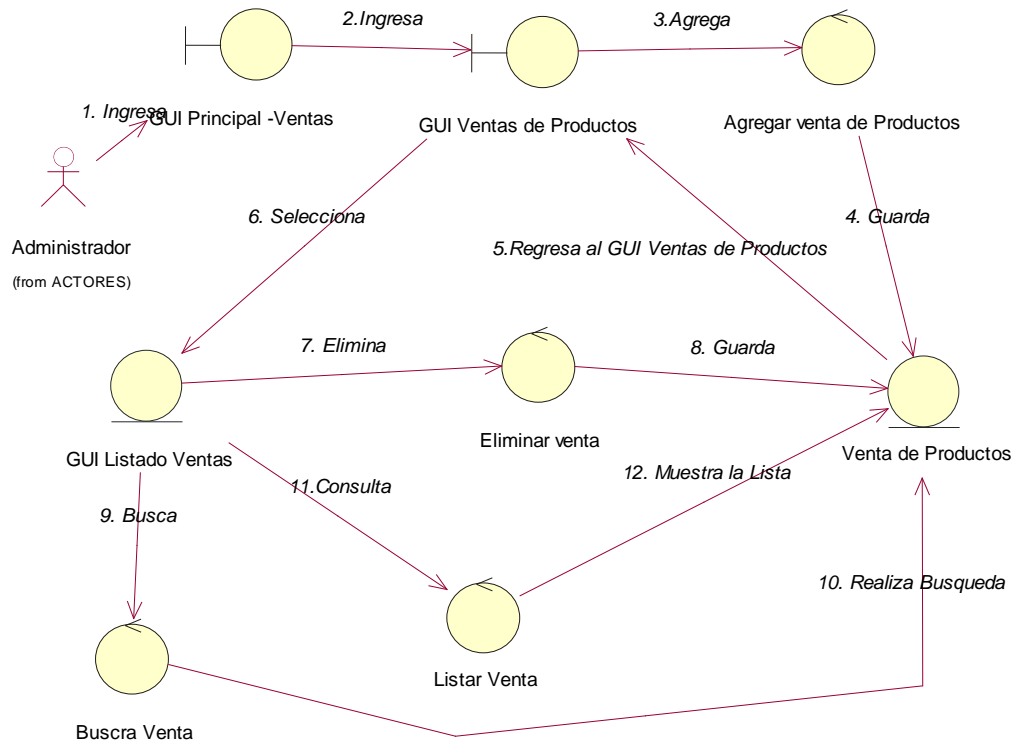 2.Ingresa
3.Agrega
1. Ingresa
GUI Principal -Ventas
GUI Ventas de Productos
Agregar venta de Productos
6. Selecciona
4. Guarda
5.Regresa al GUI Ventas de Productos
Administrador
(from ACTORES)
7. Elimina
8. Guarda
Eliminar venta
GUI Listado Ventas
Venta de Productos
11.Consulta
12. Muestra la Lista
9. Busca
10. Realiza Busqueda
Listar Venta
Buscra Venta